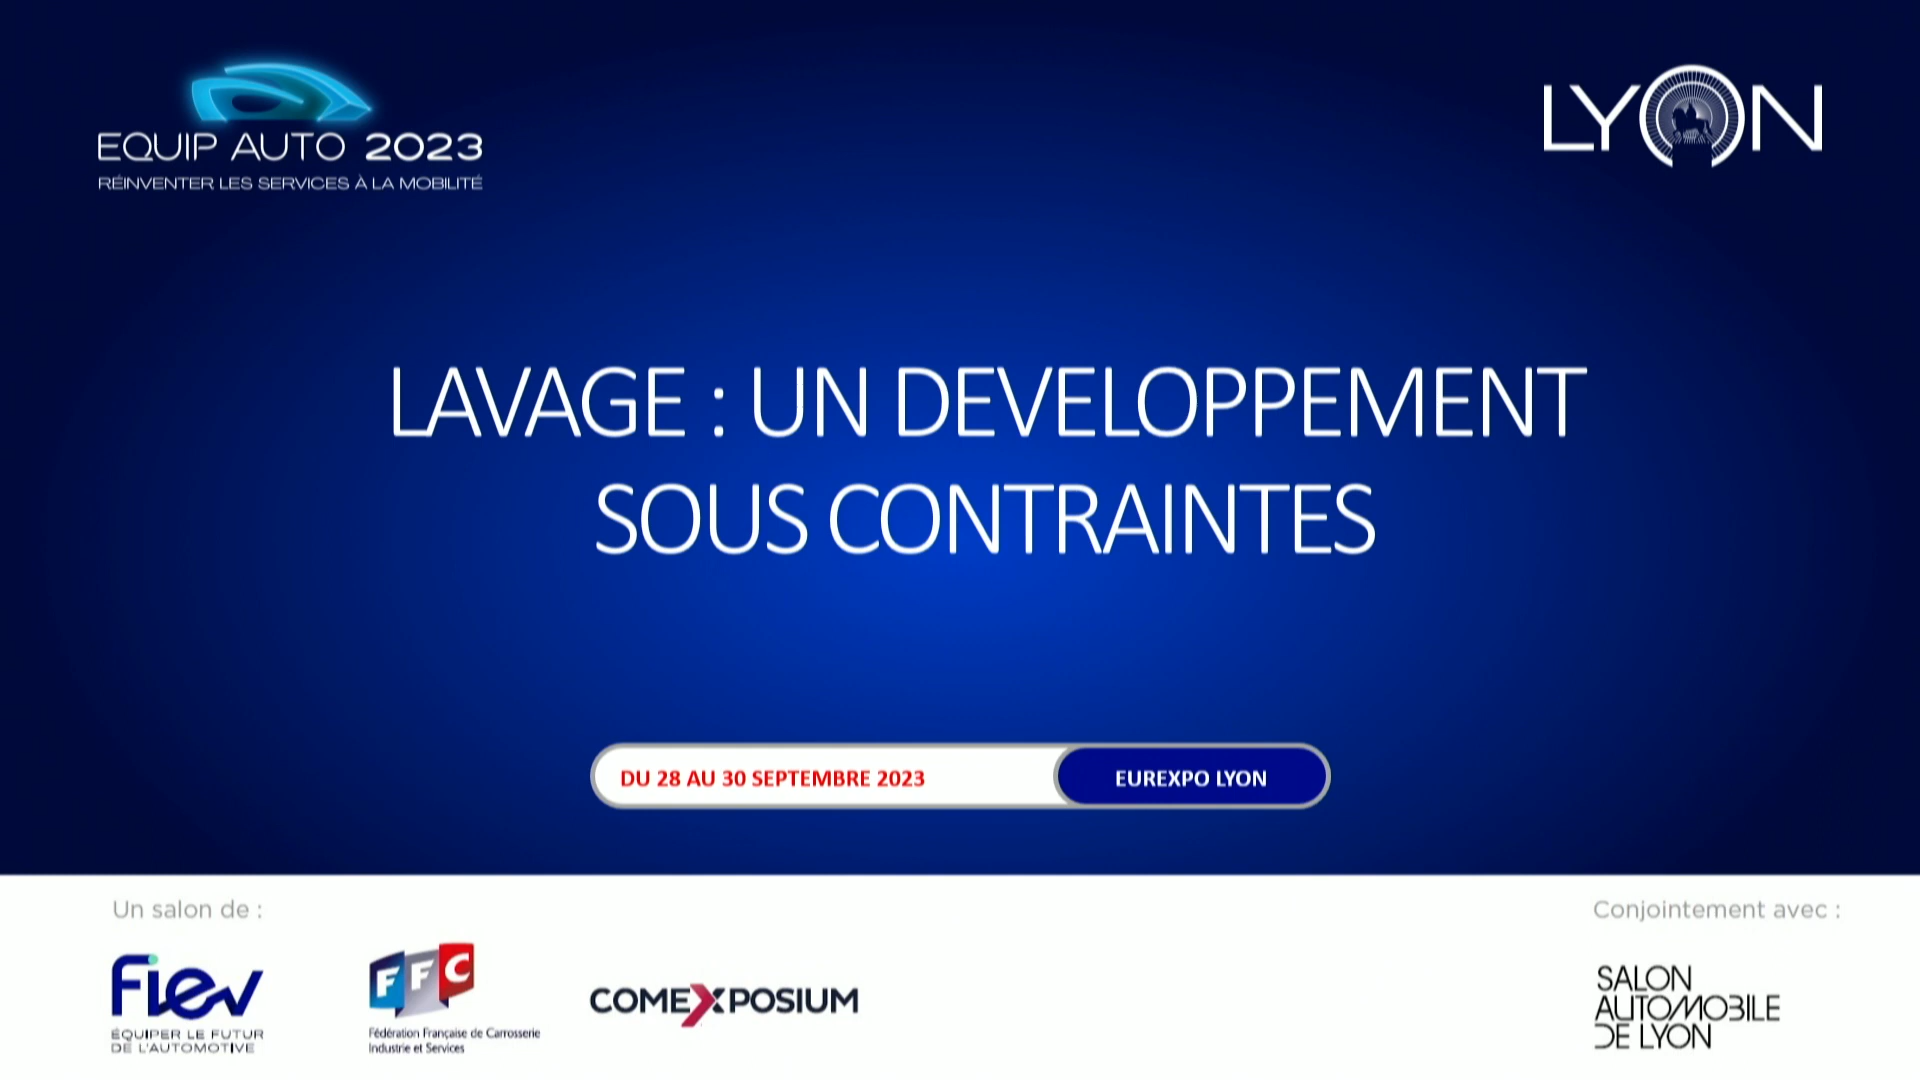 EQUIP AUTO 2023
RÉINVENTER LES SERVICES À LA MOBILITÉ
LYON
LAVAGE : UN DEVELOPPEMENT
SOUS CONTRAINTES
DU 28 AU 30 SEPTEMBRE 2023
EUREXPO LYON
Un salon de :
fiev
ÉQUIPER LE FUTUR
DE L'AUTOMOTIVE
FFC
Fédération Française de Carrosserie
Industrie et Services
COMEXPOSIUM
Conjointement avec :
SALON
AUTOMOBILE
DE LYON